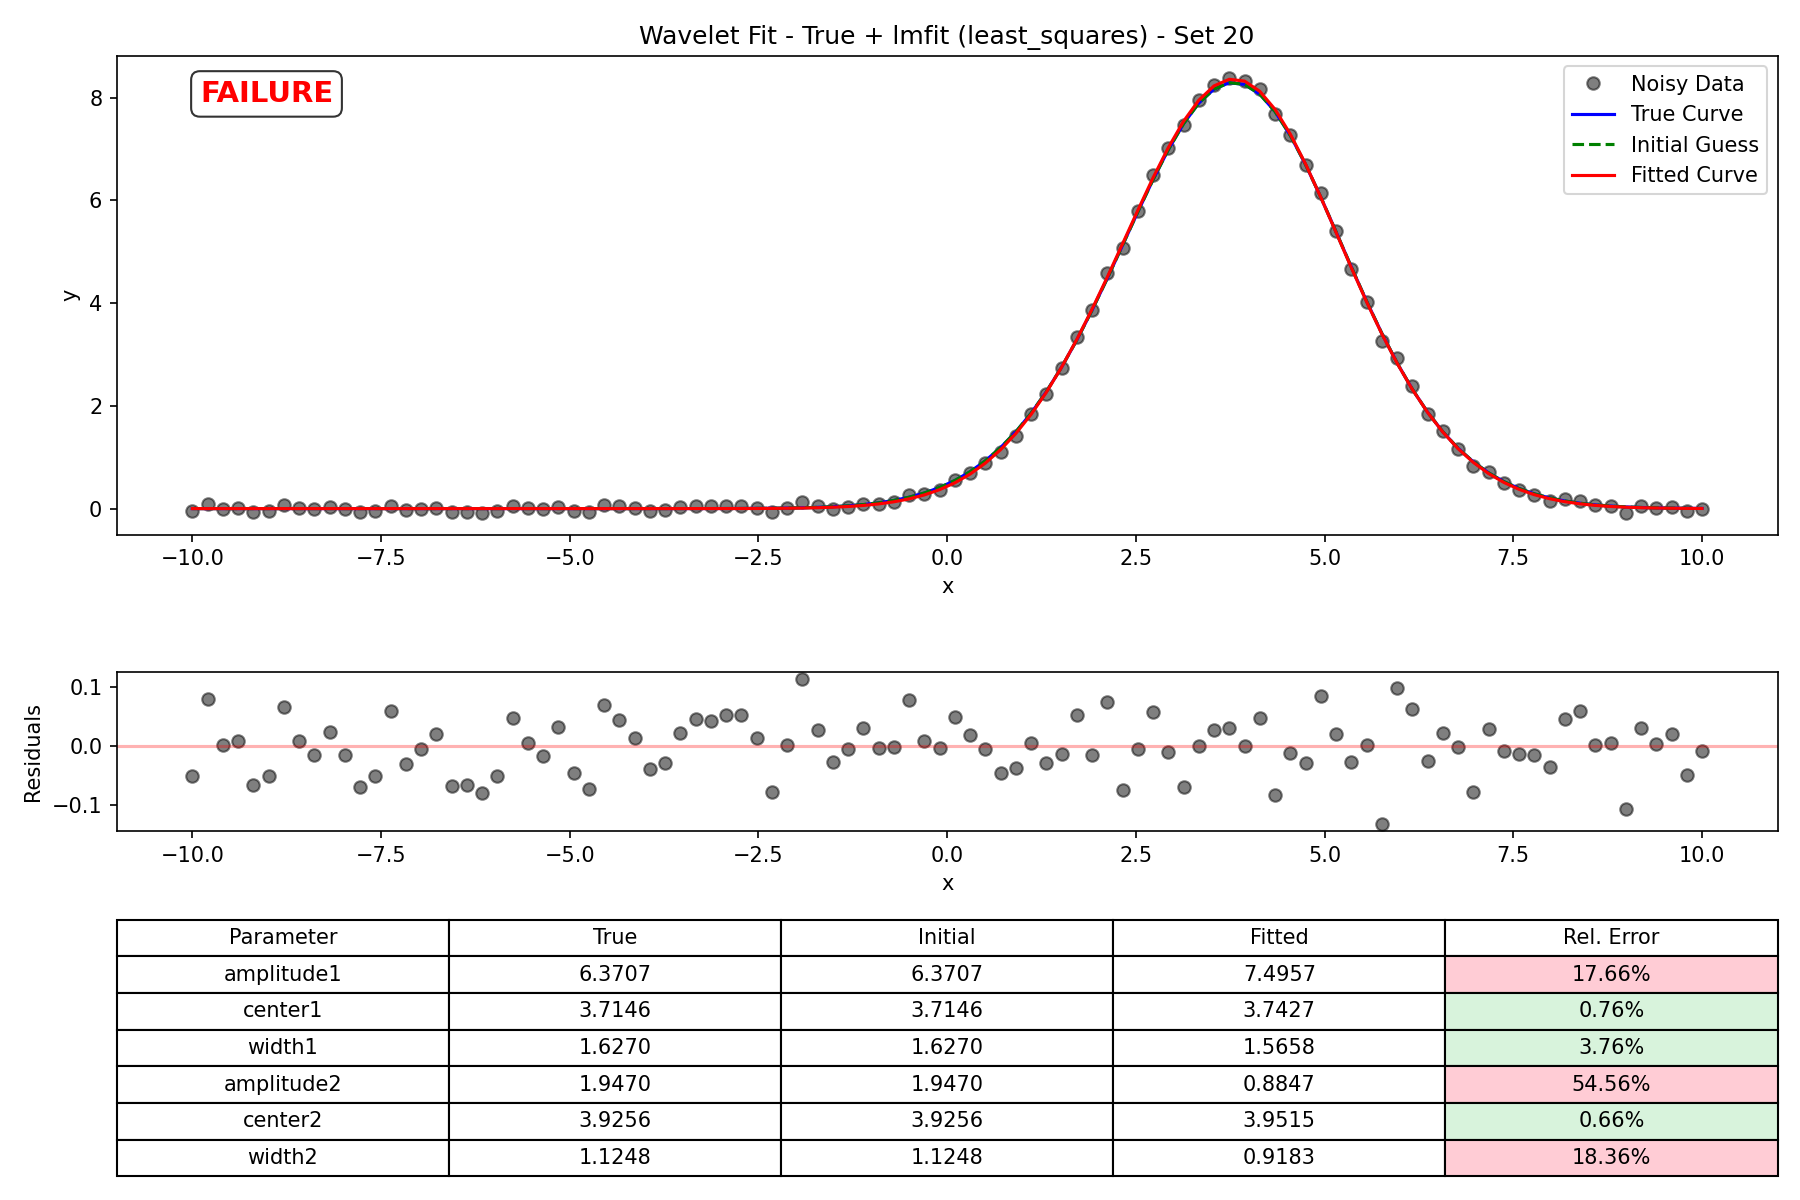 Wavelet Fit - True + lmfit (least_squares) - Set 20
FAILURE
Noisy Data
True Curve
Initial Guess
Fitted Curve
8
6
4
2
0
y
−10.0 −7.5 −5.0 −2.5 0.0 2.5 5.0 7.5 10.0
x
0.1
0.0
−0.1
Residuals
−10.0 −7.5 −5.0 −2.5 0.0 2.5 5.0 7.5 10.0
x
Parameter True Initial Fitted Rel. Error
amplitude1 6.3707 6.3707 7.4957 17.66%
center1 3.7146 3.7146 3.7427 0.76%
width1 1.6270 1.6270 1.5658 3.76%
amplitude2 1.9470 1.9470 0.8847 54.56%
center2 3.9256 3.9256 3.9515 0.66%
width2 1.1248 1.1248 0.9183 18.36%